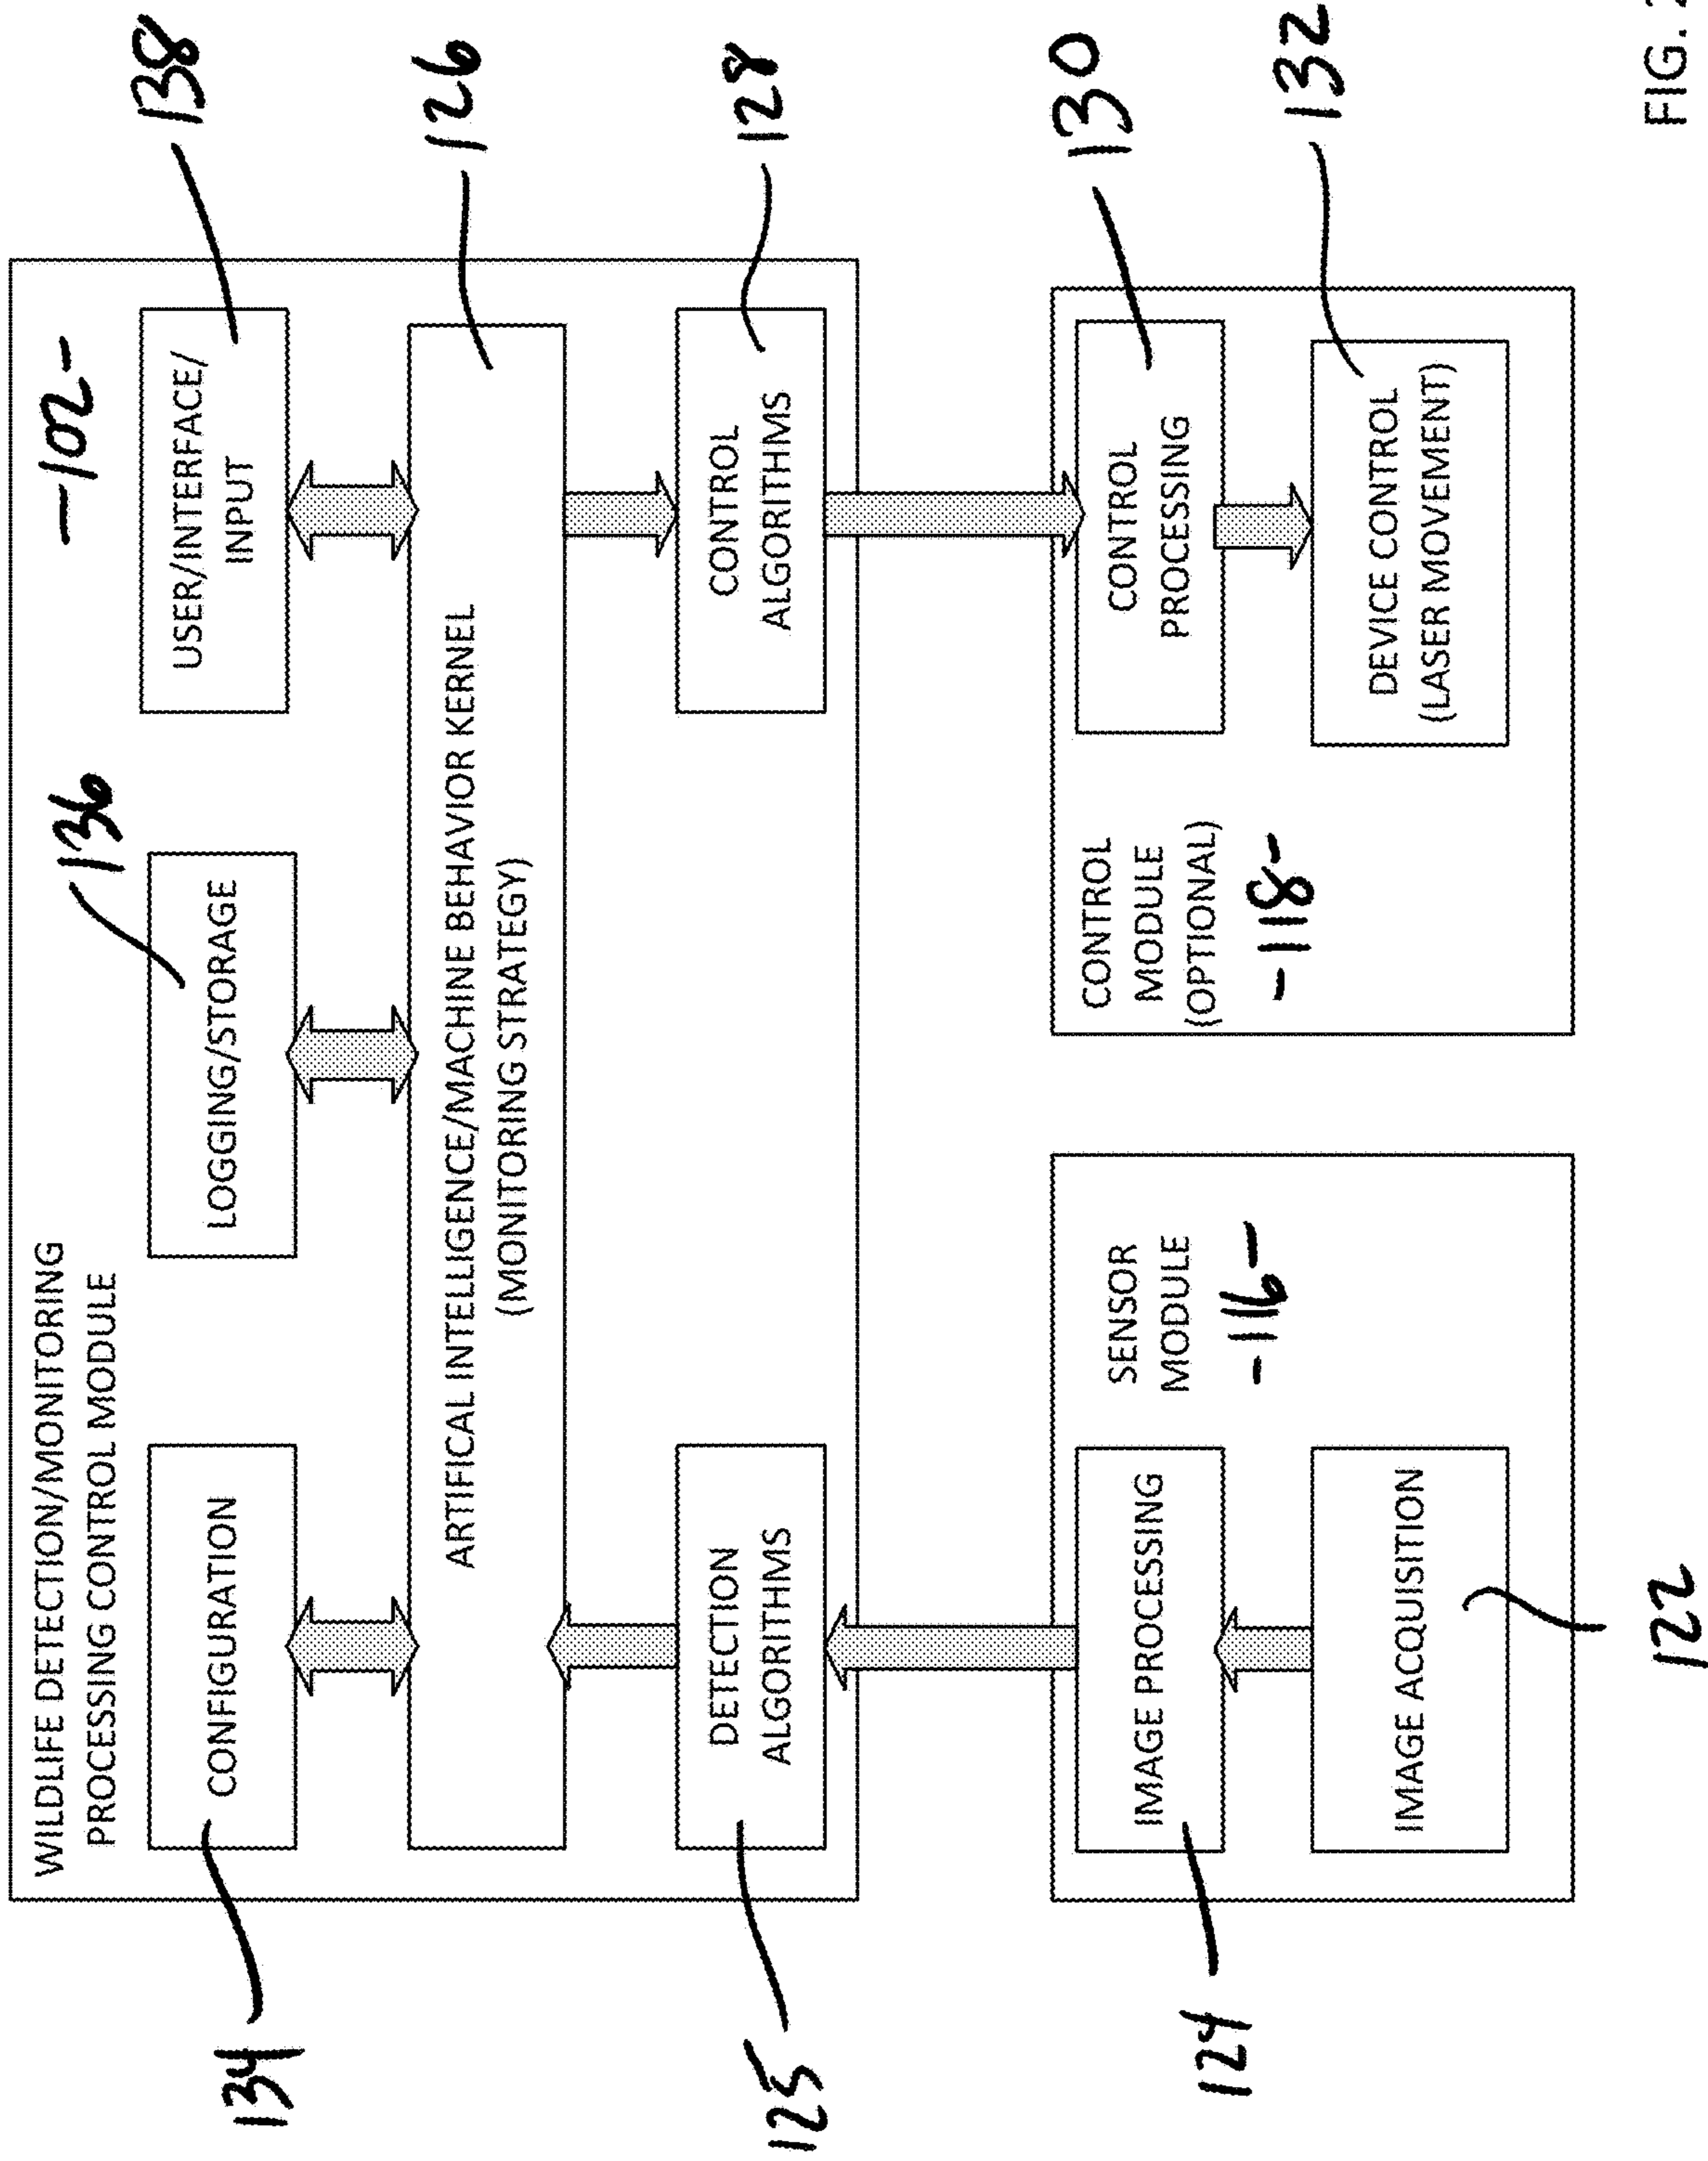 WILDLIFE DETECTION/MONITORING
PROCESSING CONTROL MODULE
-102-
134
CONFIGURATION
136
LOGGING/STORAGE
138
USER/INTERFACE/
INPUT
126
ARTIFICAL INTELLIGENCE/MACHINE BEHAVIOR KERNEL
(MONITORING STRATEGY)
125
DETECTION
ALGORITHMS
128
CONTROL
ALGORITHMS
124
IMAGE PROCESSING
SENSOR
MODULE
-116-
IMAGE ACQUISITION
122
CONTROL
MODULE
(OPTIONAL)
-118-
130
CONTROL
PROCESSING
132
DEVICE CONTROL
(LASER MOVEMENT)
FIG. 2